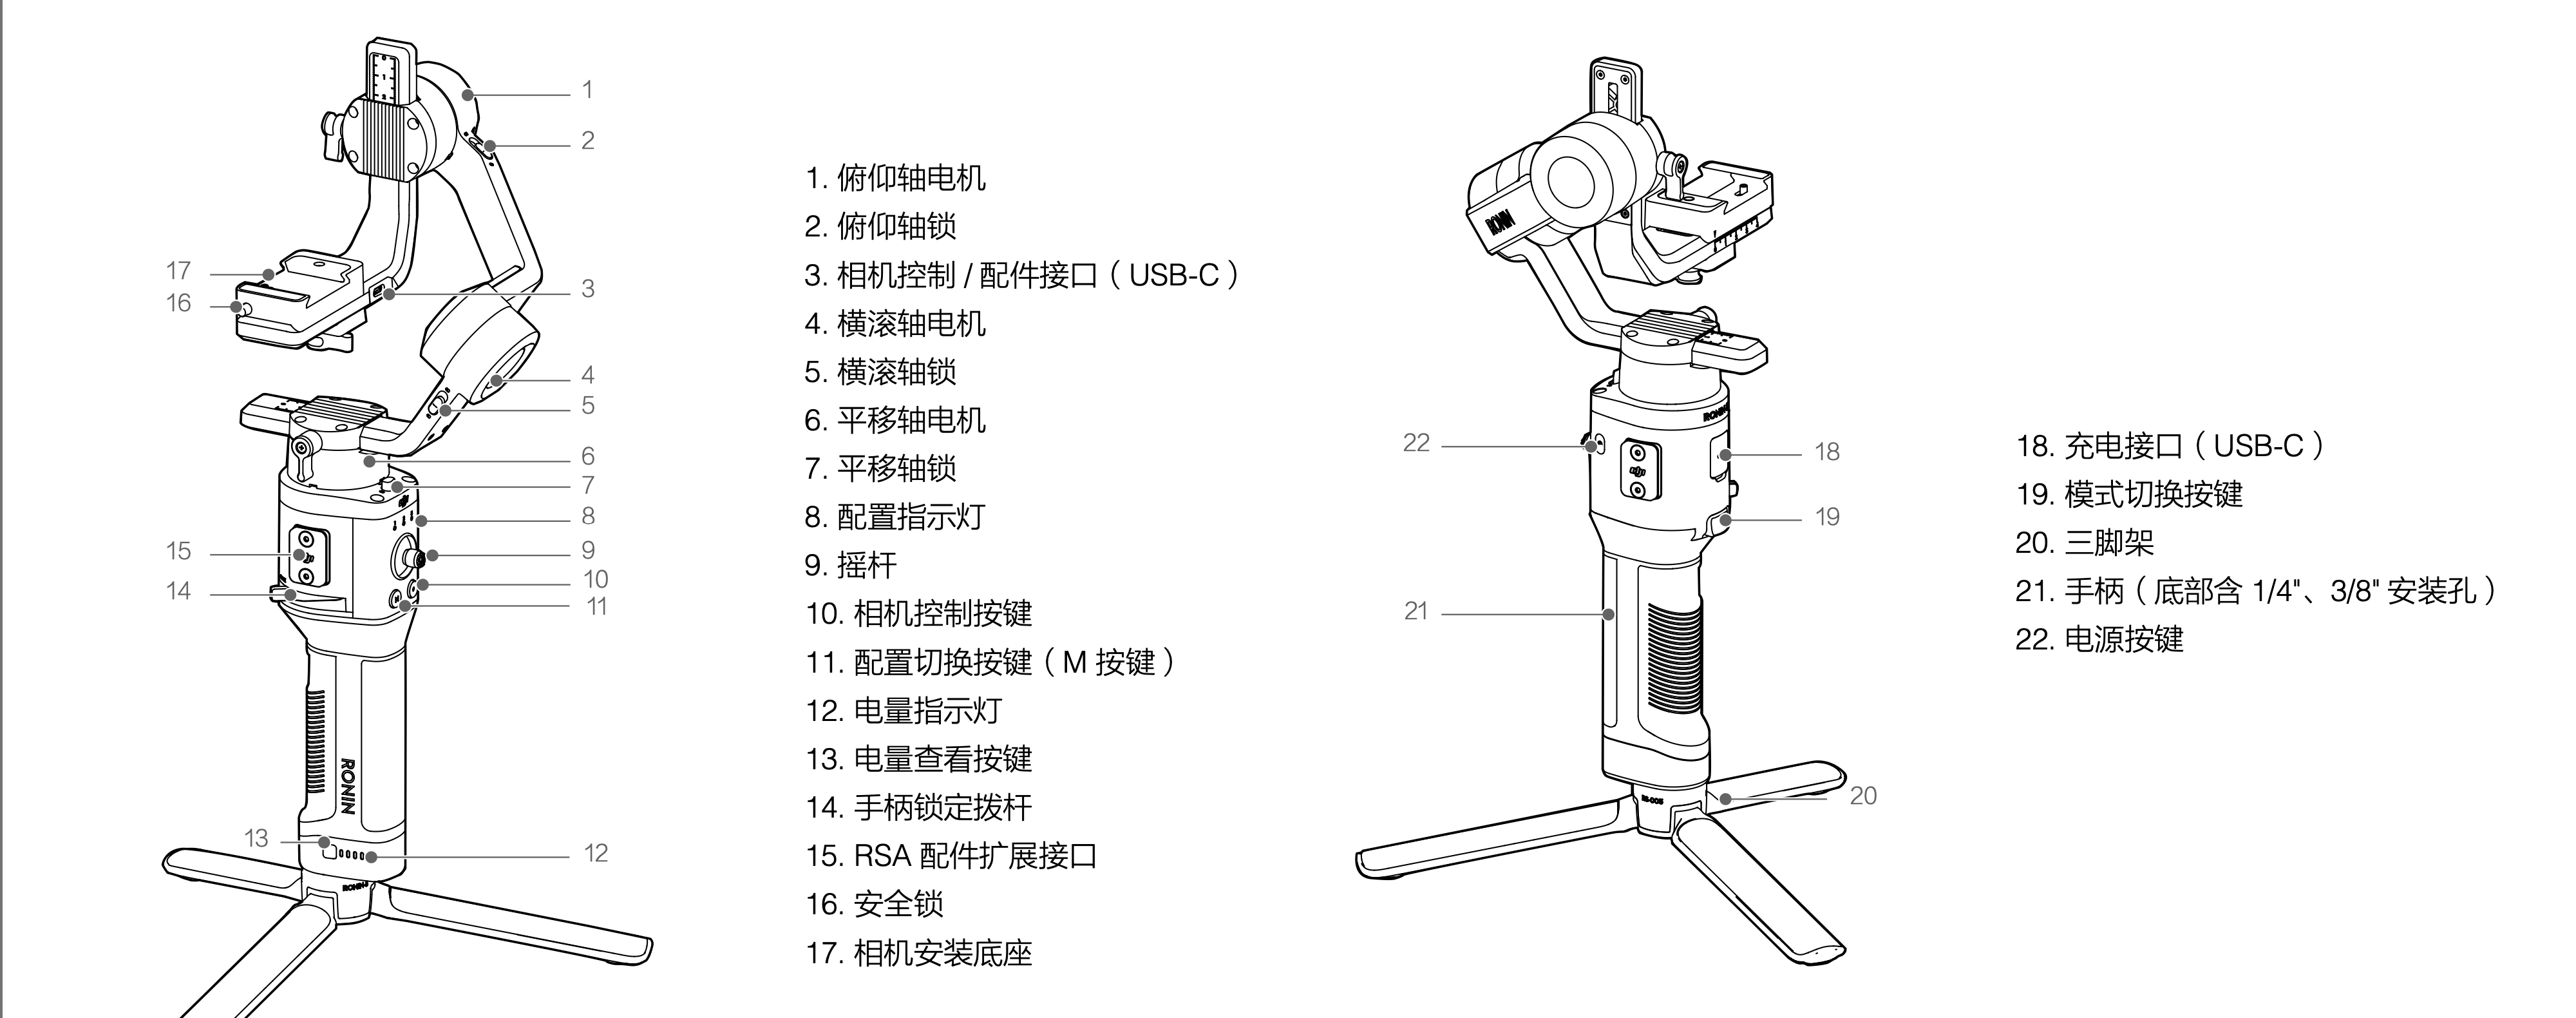 1
2
3
4
5
6
7
8
9
10
11
12
13
14
15
16
17
RONIN
RONIN-S
1. 俯仰轴电机
2. 俯仰轴锁
3. 相机控制 / 配件接口（USB-C）
4. 横滚轴电机
5. 横滚轴锁
6. 平移轴电机
7. 平移轴锁
8. 配置指示灯
9. 摇杆
10. 相机控制按键
11. 配置切换按键（M 按键）
12. 电量指示灯
13. 电量查看按键
14. 手柄锁定拨杆
15. RSA 配件扩展接口
16. 安全锁
17. 相机安装底座
RONIN
22
18
19
21
20
18. 充电接口（USB-C）
19. 模式切换按键
20. 三脚架
21. 手柄（底部含 1/4"、3/8" 安装孔）
22. 电源按键